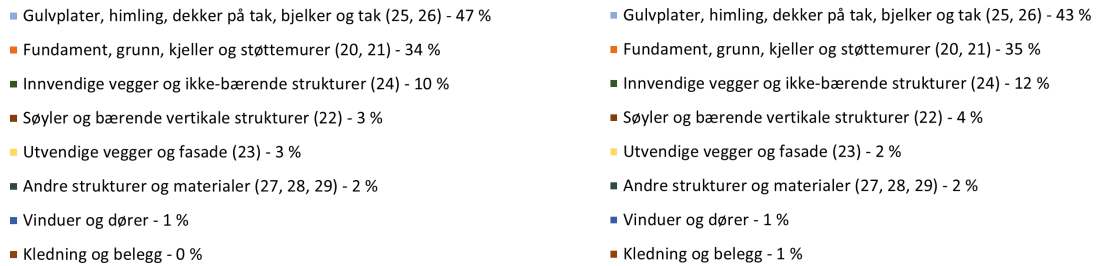 Gulvplater, himling, dekker på tak, bjelker og tak (25, 26) - 47 %
Fundament, grunn, kjeller og støttemurer (20, 21) - 34 %
Innvendige vegger og ikke-bærende strukturer (24) - 10 %
Søyler og bærende vertikale strukturer (22) - 3 %
Utvendige vegger og fasade (23) - 3 %
Andre strukturer og materialer (27, 28, 29) - 2 %
Vinduer og dører - 1 %
Kledning og belegg - 0 %
Gulvplater, himling, dekker på tak, bjelker og tak (25, 26) - 43 %
Fundament, grunn, kjeller og støttemurer (20, 21) - 35 %
Innvendige vegger og ikke-bærende strukturer (24) - 12 %
Søyler og bærende vertikale strukturer (22) - 4 %
Utvendige vegger og fasade (23) - 2 %
Andre strukturer og materialer (27, 28, 29) - 2 %
Vinduer og dører - 1 %
Kledning og belegg - 1 %